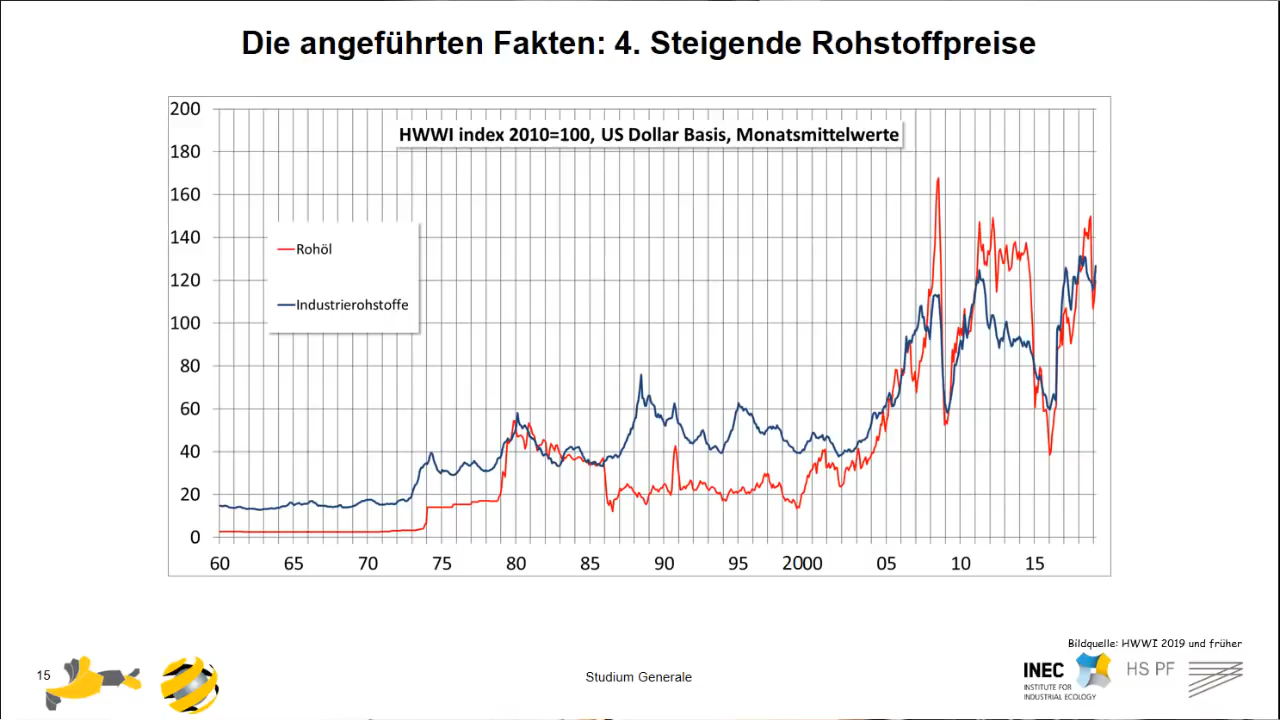 Die angeführten Fakten: 4. Steigende Rohstoffpreise
HWWI index 2010=100, US Dollar Basis, Monatsmittelwerte
200
180
160
140
120
100
80
60
40
20
0
Rohöl
Industrierohstoffe
60 65 70 75 80 85 90 95 2000 05 10 15
Bildquelle: HWWI 2019 und früher
15
Studium Generale
INEC
INSTITUTE FOR
INDUSTRIAL ECOLOGY
HS PF